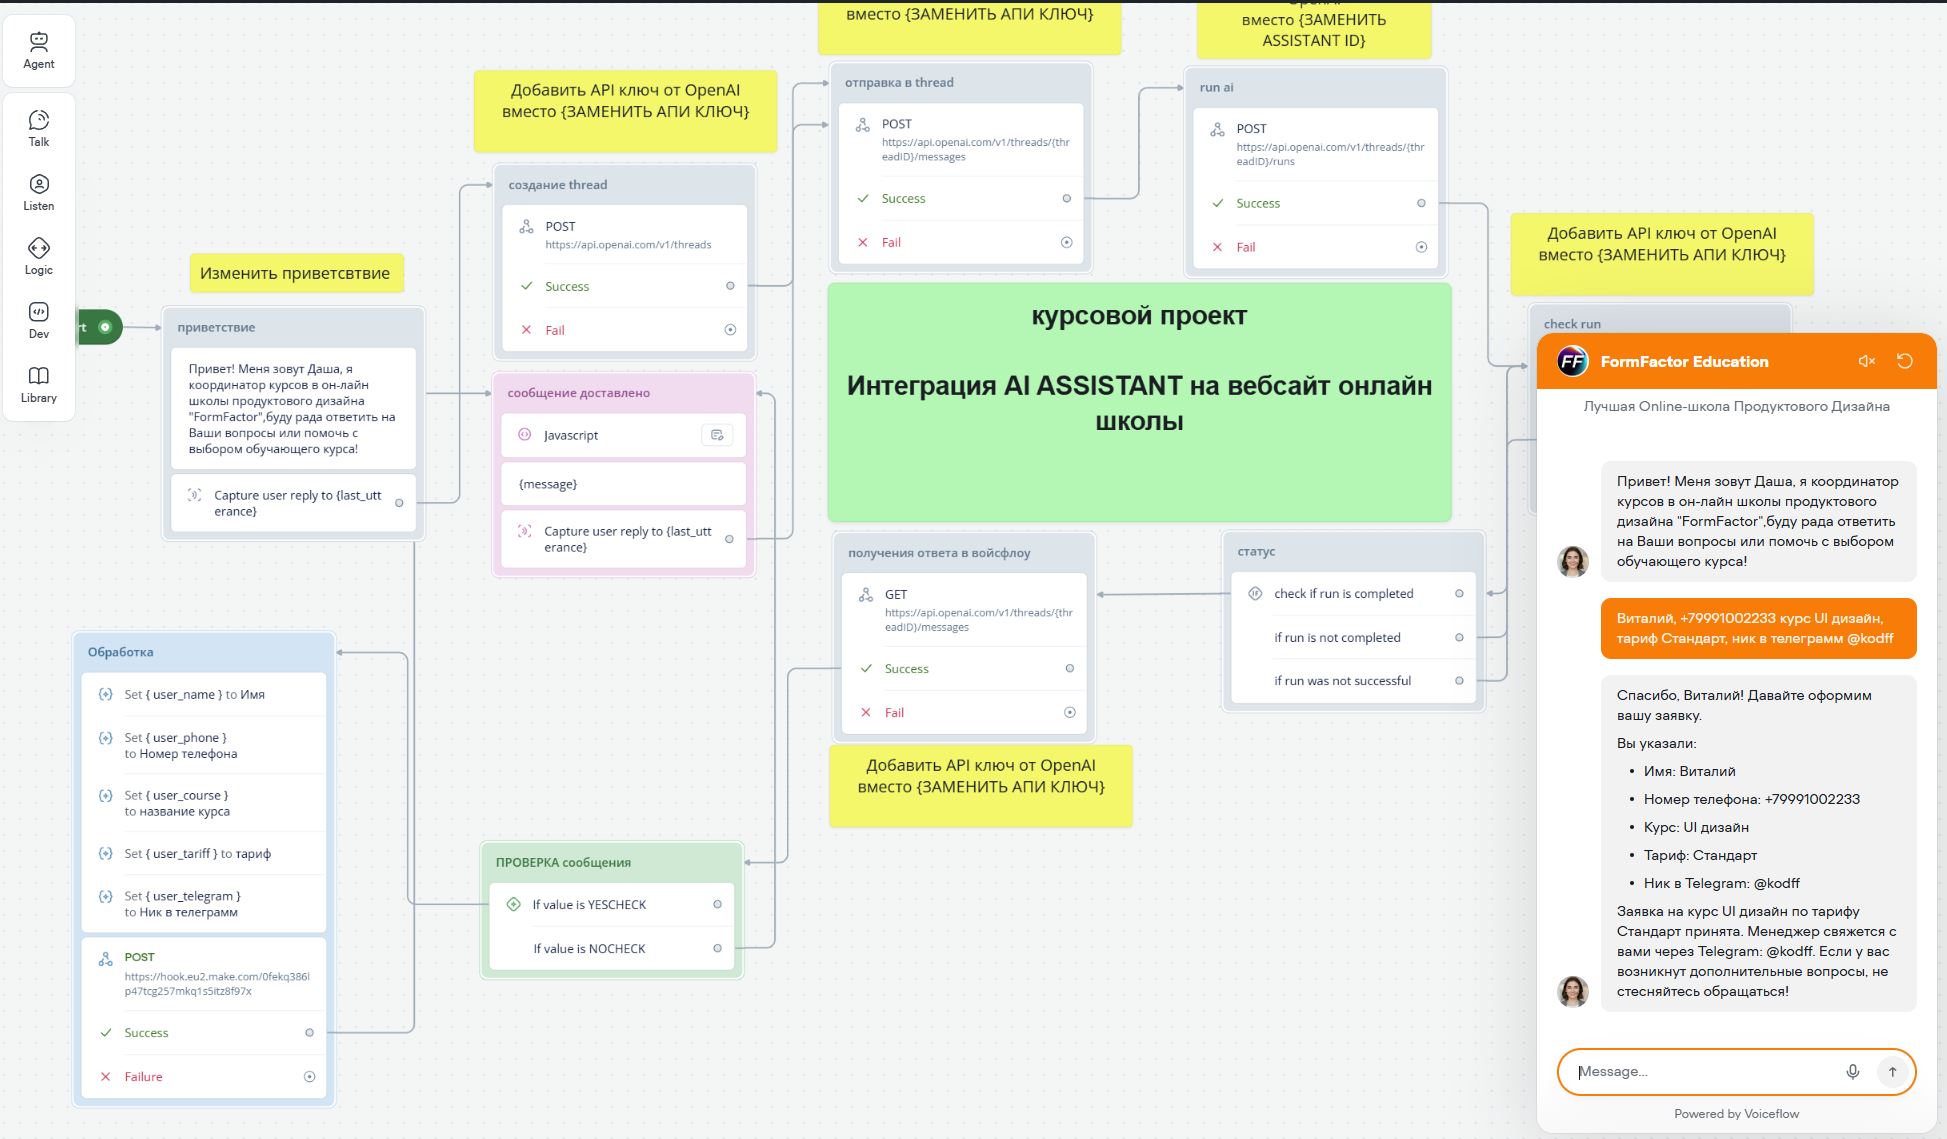 Agent
Talk
Listen
Logic
Dev
Library
rt
Изменить приветсвтвие
приветствие
Привет! Меня зовут Даша, я
координатор курсов в он-лайн
школы продуктового дизайна
"FormFactor",буду рада ответить на
Ваши вопросы или помочь с
выбором обучающего курса!
Capture user reply to {last_utt
erance}
Добавить API ключ от OpenAI
вместо {ЗАМЕНИТЬ АПИ КЛЮЧ}
создание thread
POST
https://api.openai.com/v1/threads
Success
Fail
сообщение доставлено
Javascript
{message}
Capture user reply to {last_utt
erance}
вместо {ЗАМЕНИТЬ АПИ КЛЮЧ}
отправка в thread
POST
https://api.openai.com/v1/threads/{thr
eadID}/messages
Success
Fail
OpenAI
вместо {ЗАМЕНИТЬ
ASSISTANT ID}
run ai
POST
https://api.openai.com/v1/threads/{thr
eadID}/runs
Success
Fail
курсовой проект
Интеграция AI ASSISTANT на вебсайт онлайн
школы
Добавить API ключ от OpenAI
вместо {ЗАМЕНИТЬ АПИ КЛЮЧ}
check run
получения ответа в войсфлоу
GET
https://api.openai.com/v1/threads/{thr
eadID}/messages
Success
Fail
Добавить API ключ от OpenAI
вместо {ЗАМЕНИТЬ АПИ КЛЮЧ}
статус
check if run is completed
if run is not completed
if run was not successful
Обработка
Set { user_name } to Имя
Set { user_phone }
to Номер телефона
Set { user_course }
to название курса
Set { user_tariff } to тариф
Set { user_telegram }
to Ник в телеграмм
POST
https://hook.eu2.make.com/0fekq386l
p47tcg257mkq1s5itz8f97x
Success
Failure
ПРОВЕРКА сообщения
If value is YESCHECK
If value is NOCHECK
FF
FormFactor Education
Лучшая Online-школа Продуктового Дизайна
Привет! Меня зовут Даша, я координатор
курсов в он-лайн школы продуктового
дизайна "FormFactor",буду рада ответить
на Ваши вопросы или помочь с выбором
обучающего курса!
Виталий, +79991002233 курс UI дизайн,
тариф Стандарт, ник в телеграмм @kodff
Спасибо, Виталий! Давайте оформим
вашу заявку.
Вы указали:
• Имя: Виталий
• Номер телефона: +79991002233
• Курс: UI дизайн
• Тариф: Стандарт
• Ник в Telegram: @kodff
Заявка на курс UI дизайн по тарифу
Стандарт принята. Менеджер свяжется с
вами через Telegram: @kodff. Если у вас
возникнут дополнительные вопросы, не
стесняйтесь обращаться!
Message...
Powered by Voiceflow